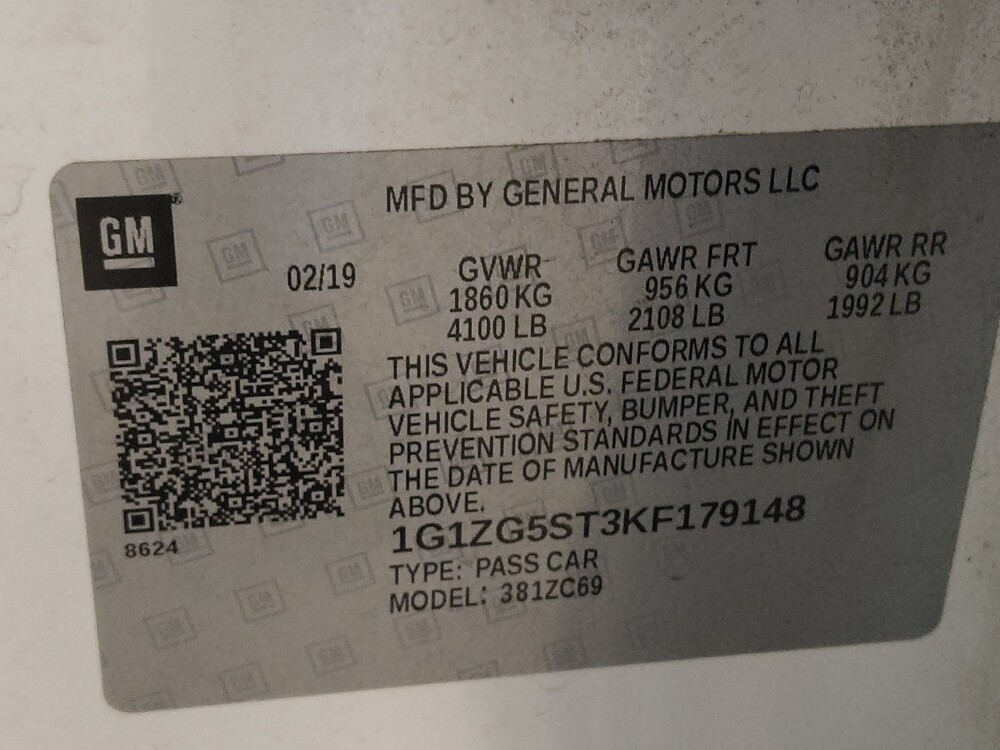 GM
MFD BY GENERAL MOTORS LLC
02/19
GVWR
1860 KG
4100 LB
GAWR FRT
956 KG
2108 LB
GAWR RR
904 KG
1992 LB
THIS VEHICLE CONFORMS TO ALL
APPLICABLE U.S. FEDERAL MOTOR
VEHICLE SAFETY, BUMPER, AND THEFT
PREVENTION STANDARDS IN EFFECT ON
THE DATE OF MANUFACTURE SHOWN
ABOVE.
1G1ZG5ST3KF179148
TYPE: PASS CAR
MODEL: 381ZC69
8624